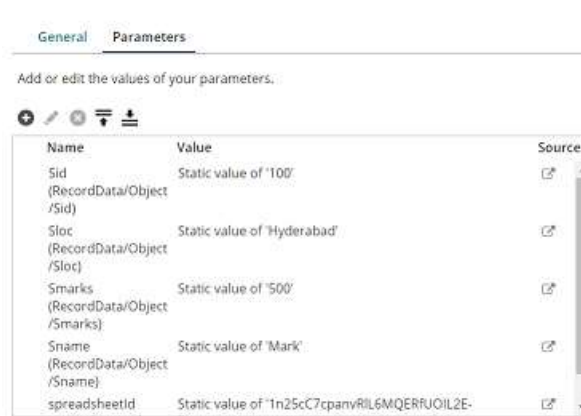 General Parameters
Add or edit the values of your parameters.
Name Value Source
Sid Static value of '100'
(RecordData/Object
/Sid)
Sloc Static value of 'Hyderabad'
(RecordData/Object
/Sloc)
Smarks Static value of '500'
(RecordData/Object
/Smarks)
Sname Static value of 'Mark'
(RecordData/Object
/Sname)
spreadsheetId Static value of '1n25cC7cpanvRlL6MQERfUOIL2E-